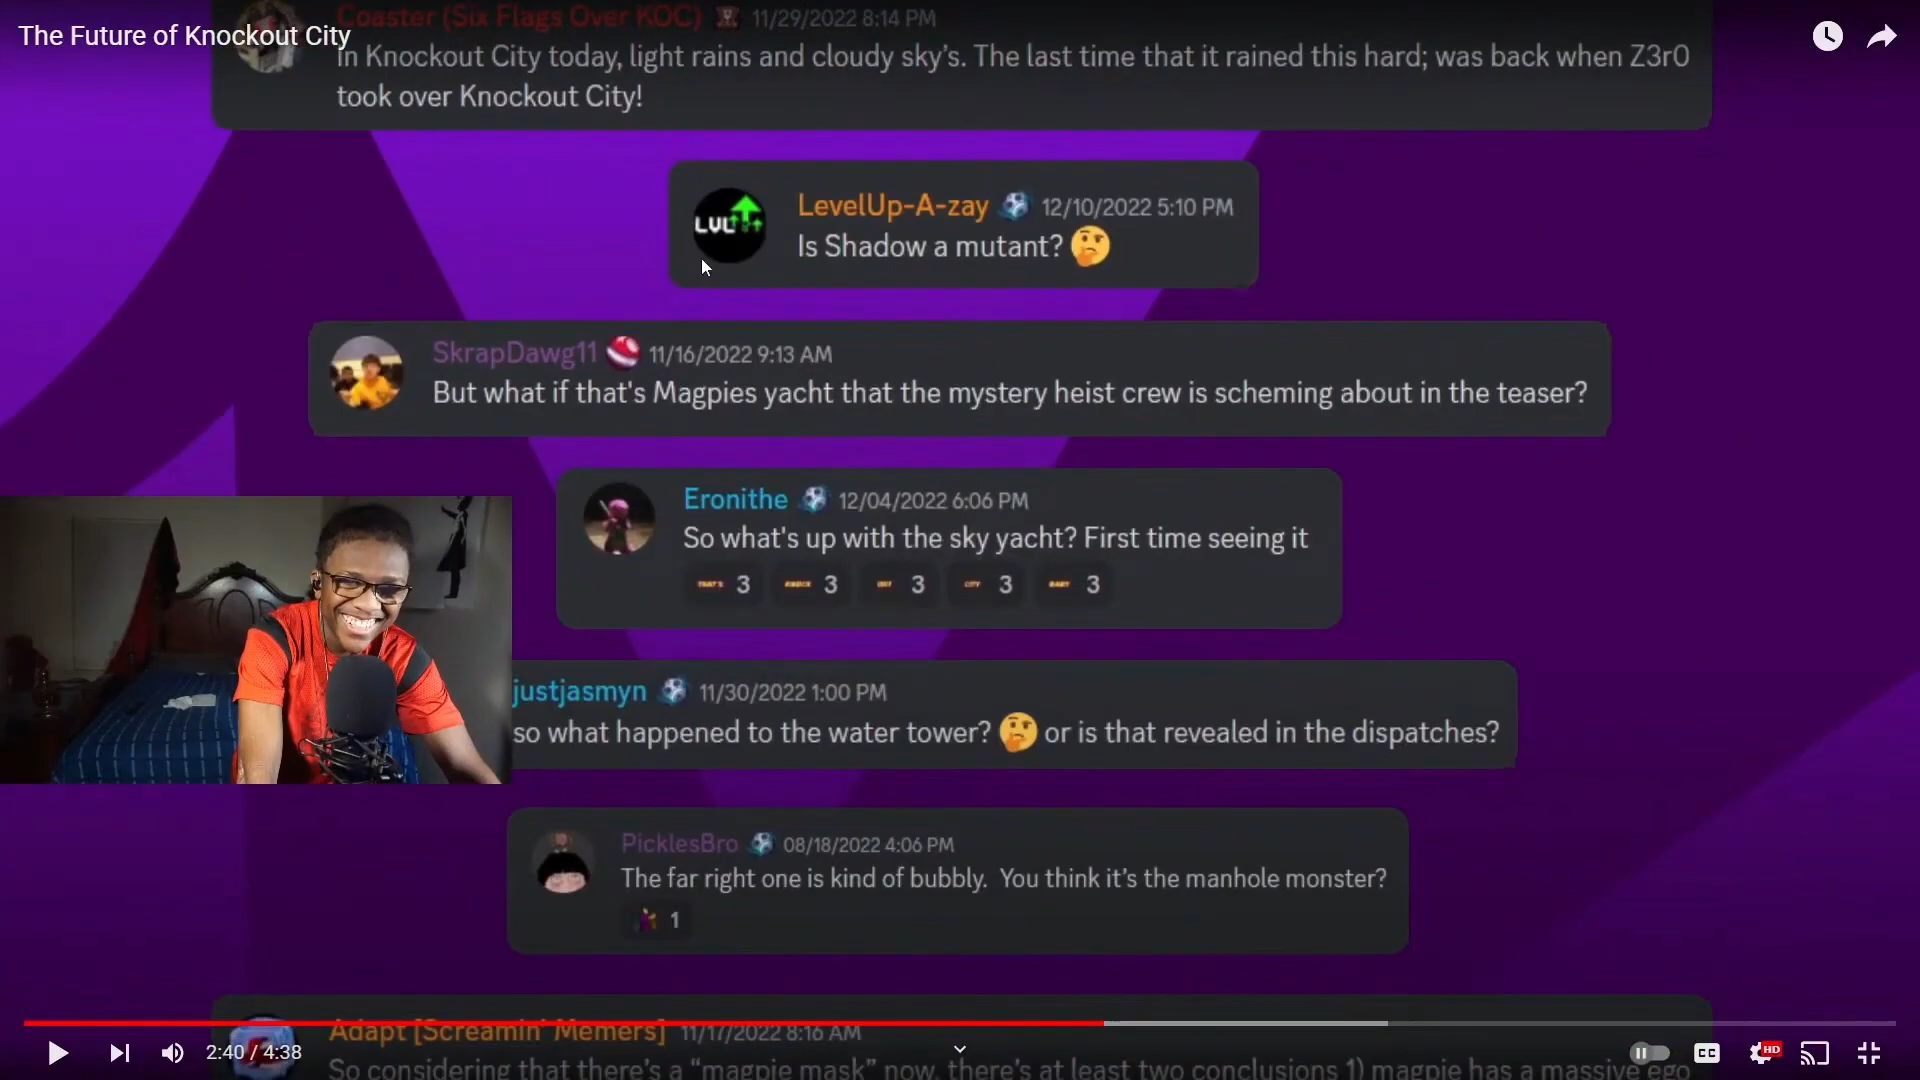 The Future of Knockout City
Coaster (Six Flags Over KOC) 11/29/2022 8:14 PM
In Knockout City today, light rains and cloudy sky's. The last time that it rained this hard; was back when Z3r0
took over Knockout City!
LVL
LevelUp-A-zay 12/10/2022 5:10 PM
Is Shadow a mutant? 🤔
SkrapDawg11 11/16/2022 9:13 AM
But what if that's Magpies yacht that the mystery heist crew is scheming about in the teaser?
Eronithe 12/04/2022 6:06 PM
So what's up with the sky yacht? First time seeing it
THAT'S 3 KNOCK 3 OUT 3 CITY 3 BABY 3
justjasmyn 11/30/2022 1:00 PM
so what happened to the water tower? 🤔 or is that revealed in the dispatches?
PicklesBro 08/18/2022 4:06 PM
The far right one is kind of bubbly. You think it's the manhole monster?
1
Adapt [Screamin' Memers] 11/17/2022 8:16 AM
So considering that there's a "magpie mask" now, there's at least two conclusions 1) magpie has a massive ego
2:40 / 4:38
CC
HD